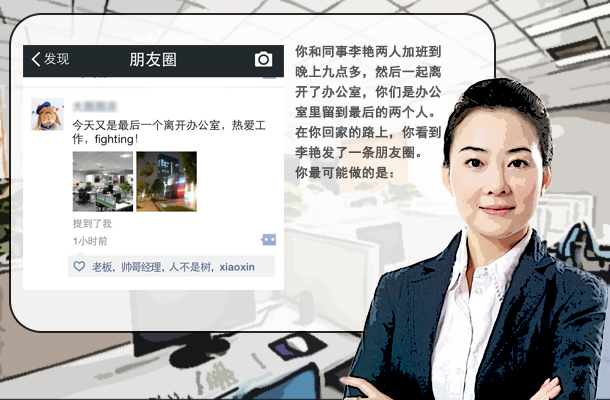 发现
朋友圈
今天又是最后一个离开办公室，热爱工
作，fighting！
提到了我
1小时前
老板，帅哥经理，人不是树，xiaoxin
你和同事李艳两人加班到
晚上九点多，然后一起离
开了办公室，你们是办公
室里留到最后的两个人。
在你回家的路上，你看到
李艳发了一条朋友圈。
你最可能做的是：